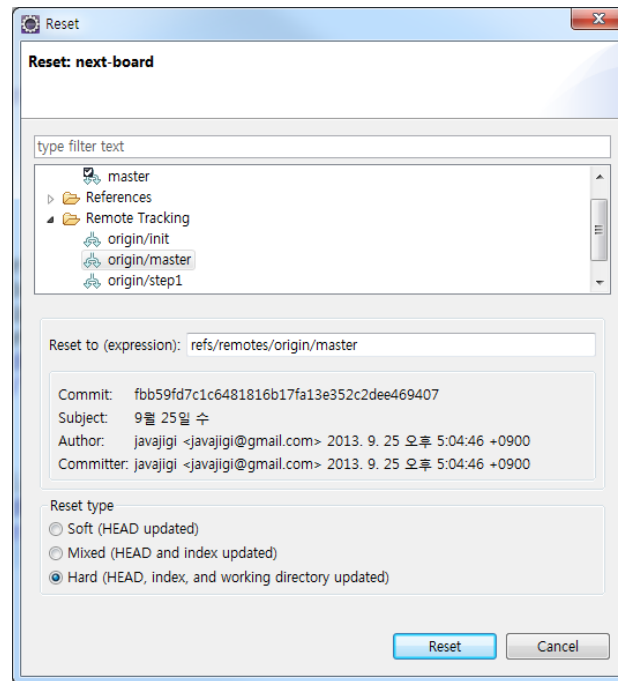 Reset
Reset: next-board
type filter text
master
References
Remote Tracking
origin/init
origin/master
origin/step1
Reset to (expression): refs/remotes/origin/master
Commit: fbb59fd7c1c6481816b17fa13e352c2dee469407
Subject: 9월 25일 수
Author: javajigi <javajigi@gmail.com> 2013. 9. 25 오후 5:04:46 +0900
Committer: javajigi <javajigi@gmail.com> 2013. 9. 25 오후 5:04:46 +0900
Reset type
Soft (HEAD updated)
Mixed (HEAD and index updated)
Hard (HEAD, index, and working directory updated)
Reset Cancel